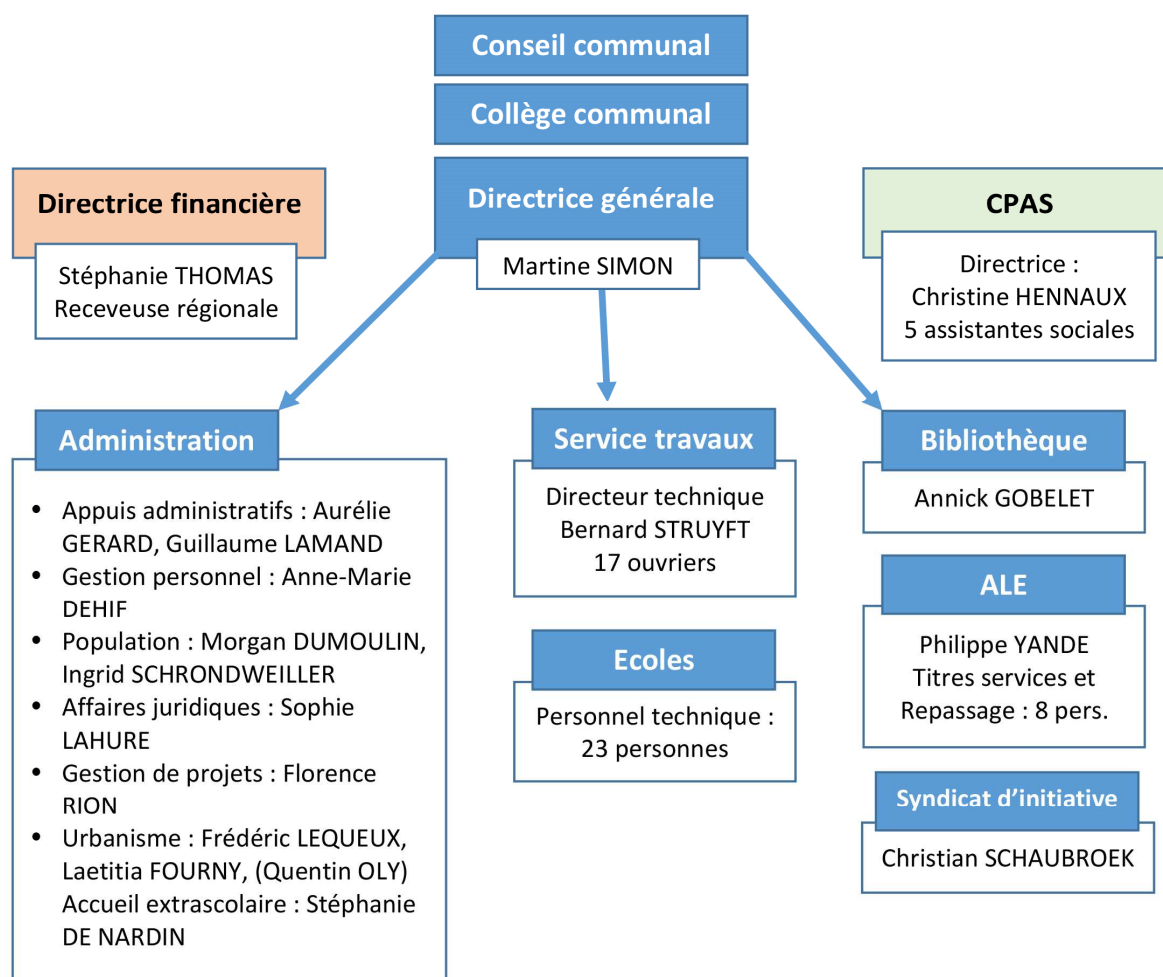 Conseil communal
Collège communal
Directrice générale
Martine SIMON
Directrice financière
Stéphanie THOMAS
Receveuse régionale
CPAS
Directrice :
Christine HENNAUX
5 assistantes sociales
Administration
• Appuis administratifs : Aurélie
GERARD, Guillaume LAMAND
• Gestion personnel : Anne-Marie
DEHIF
• Population : Morgan DUMOULIN,
Ingrid SCHRONDWEILLER
• Affaires juridiques : Sophie
LAHURE
• Gestion de projets : Florence
RION
• Urbanisme : Frédéric LEQUEUX,
Laetitia FOURNY, (Quentin OLY)
Accueil extrascolaire : Stéphanie
DE NARDIN
Service travaux
Directeur technique
Bernard STRUYFT
17 ouvriers
Ecoles
Personnel technique :
23 personnes
Bibliothèque
Annick GOBELET
ALE
Philippe YANDE
Titres services et
Repassage : 8 pers.
Syndicat d’initiative
Christian SCHAUBROEK